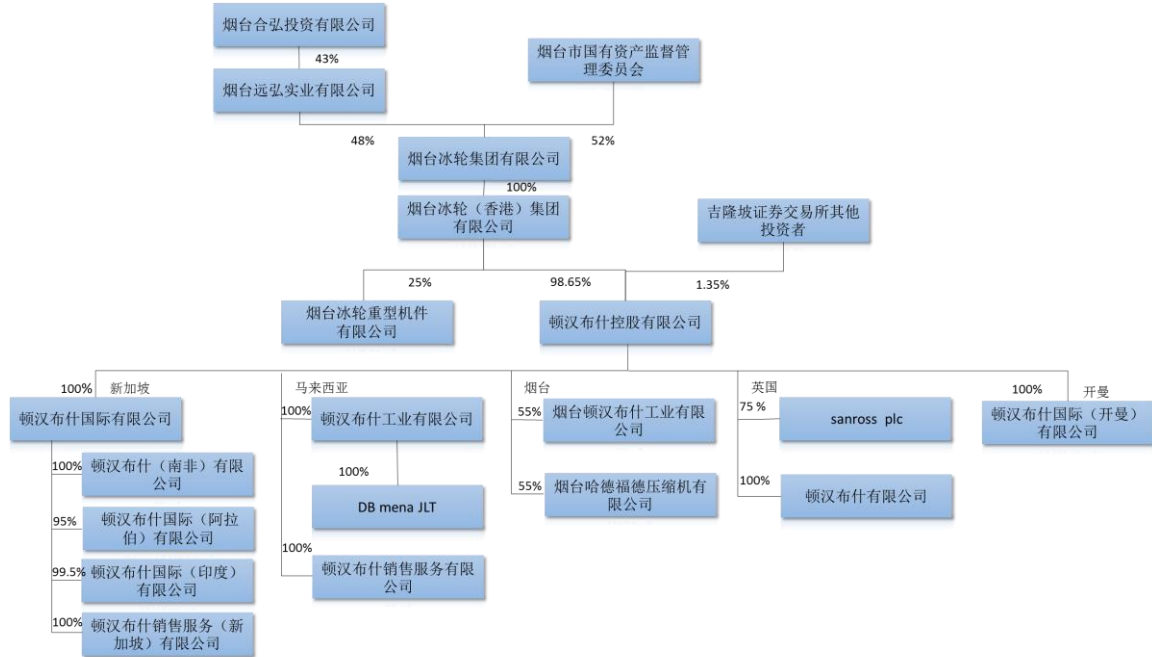 烟台合弘投资有限公司
43%
烟台市国有资产监督管
理委员会
烟台远弘实业有限公司
48%
52%
烟台冰轮集团有限公司
100%
烟台冰轮（香港）集团
有限公司
吉隆坡证券交易所其他
投资者
25%
98.65%
1.35%
烟台冰轮重型机件
有限公司
顿汉布什控股有限公司
100%
新加坡
马来西亚
烟台
英国
100%
开曼
顿汉布什国际有限公司
100%
顿汉布什工业有限公司
55%
烟台顿汉布什工业有限
公司
75 %
sanross plc
顿汉布什国际（开曼）
有限公司
100%
顿汉布什（南非）有限
公司
100%
DB mena JLT
55%
烟台哈德福德压缩机有
限公司
100%
顿汉布什有限公司
95%
顿汉布什国际（阿拉
伯）有限公司
100%
顿汉布什销售服务有限
公司
99.5%
顿汉布什国际（印度）
有限公司
100%
顿汉布什销售服务（新
加坡）有限公司